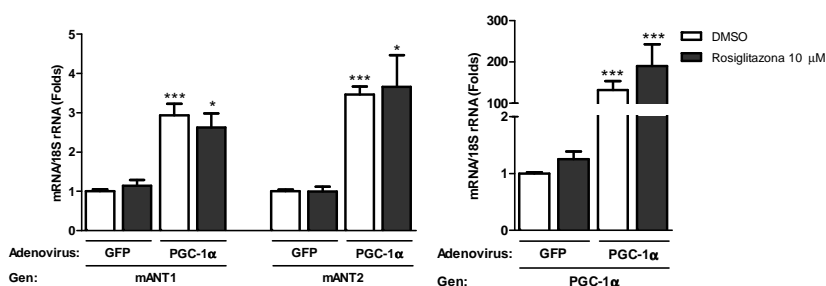 mRNA/18S rRNA (Folds)
5
4
3
2
1
0
***
*
***
*
Adenovirus: GFP PGC-1α GFP PGC-1α
Gen: mANT1 mANT2
mRNA/18S rRNA (Folds)
300
200
100
2
1
0
***
***
DMSO
Rosiglitazona 10 μM
Adenovirus: GFP PGC-1α
Gen: PGC-1α